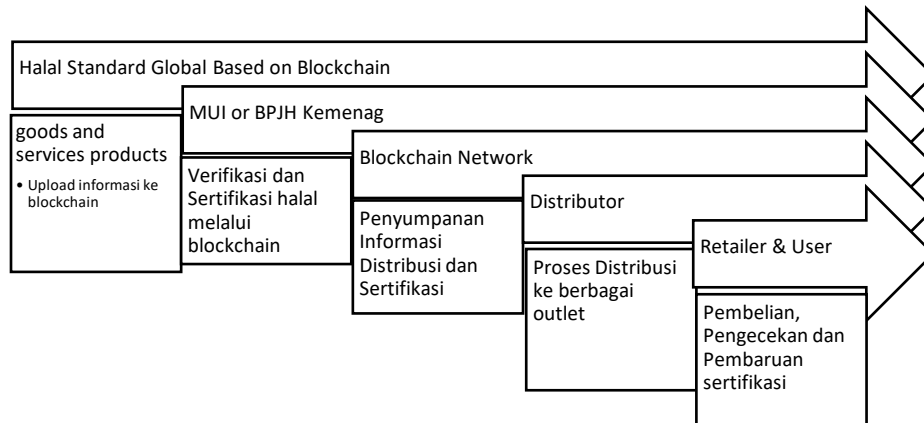 Halal Standard Global Based on Blockchain
goods and
services products
• Upload informasi ke
blockchain
MUI or BPJH Kemenag
Verifikasi dan
Sertifikasi halal
melalui
blockchain
Blockchain Network
Penyumpanan
Informasi
Distribusi dan
Sertifikasi
Distributor
Proses Distribusi
ke berbagai
outlet
Retailer & User
Pembelian,
Pengecekan dan
Pembaruan
sertifikasi